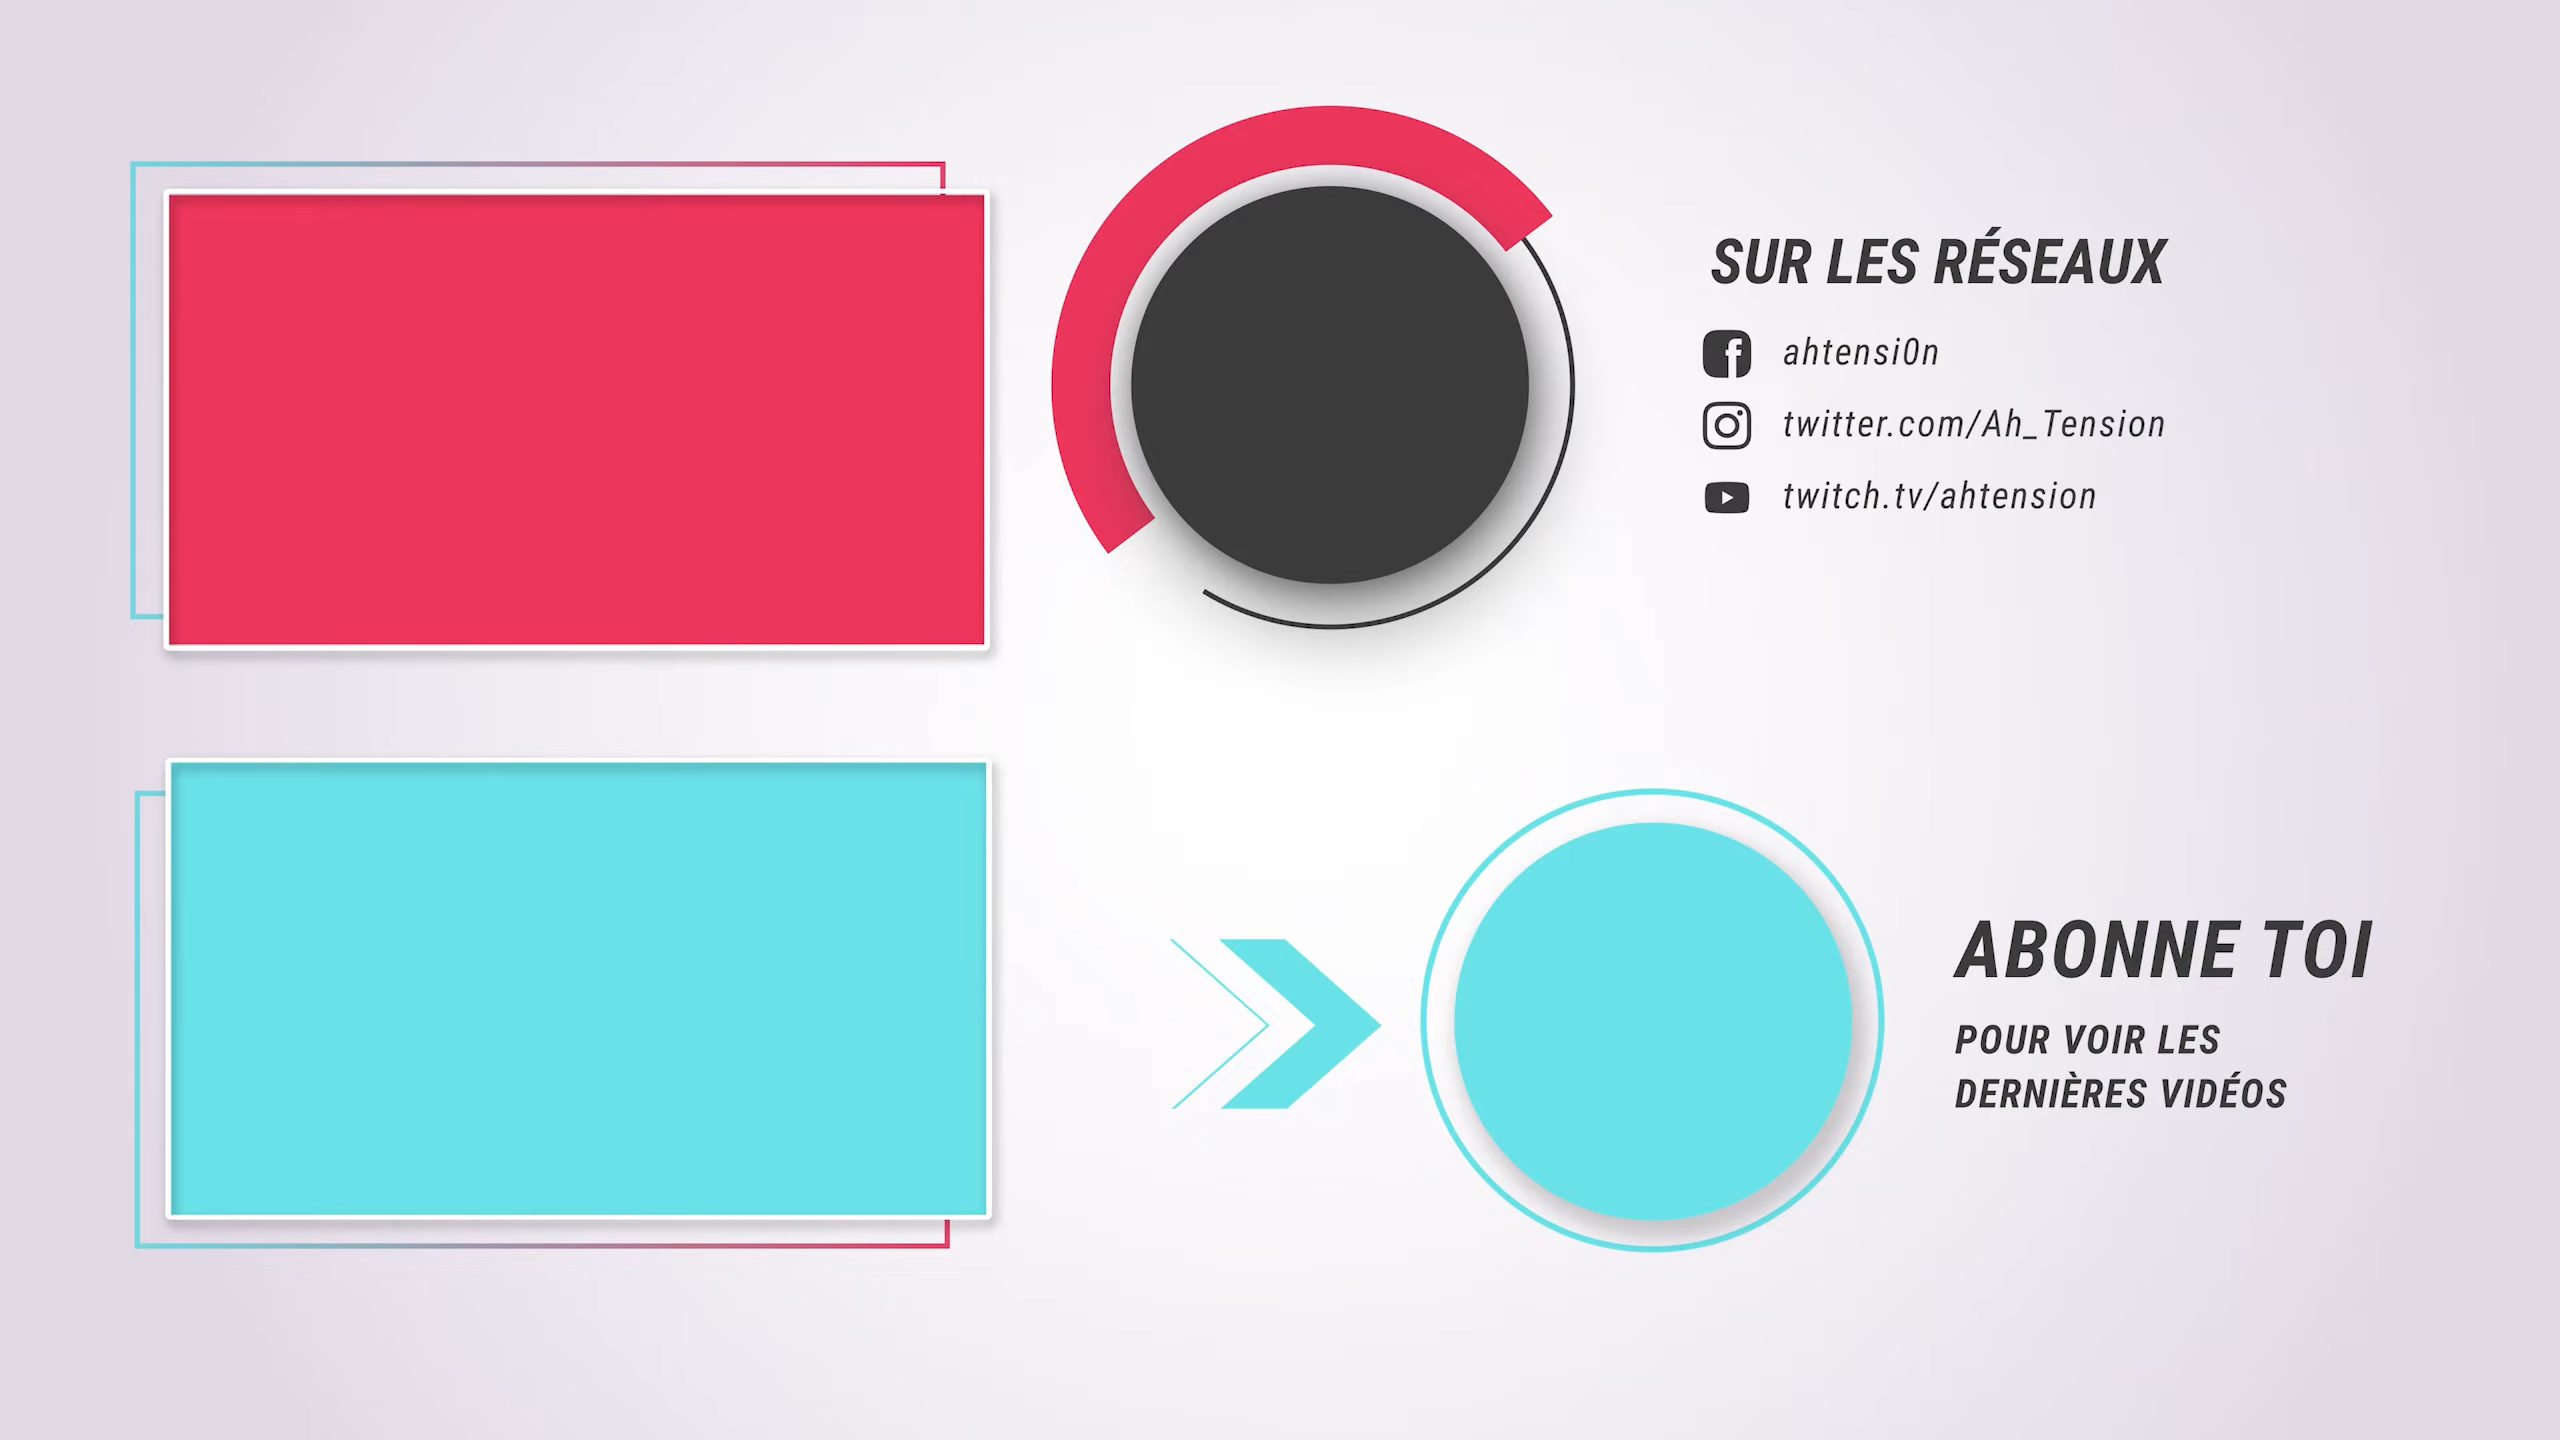 SUR LES RÉSEAUX
ahtensi0n
twitter.com/Ah_Tension
twitch.tv/ahtension
ABONNE TOI
POUR VOIR LES
DERNIÈRES VIDÉOS